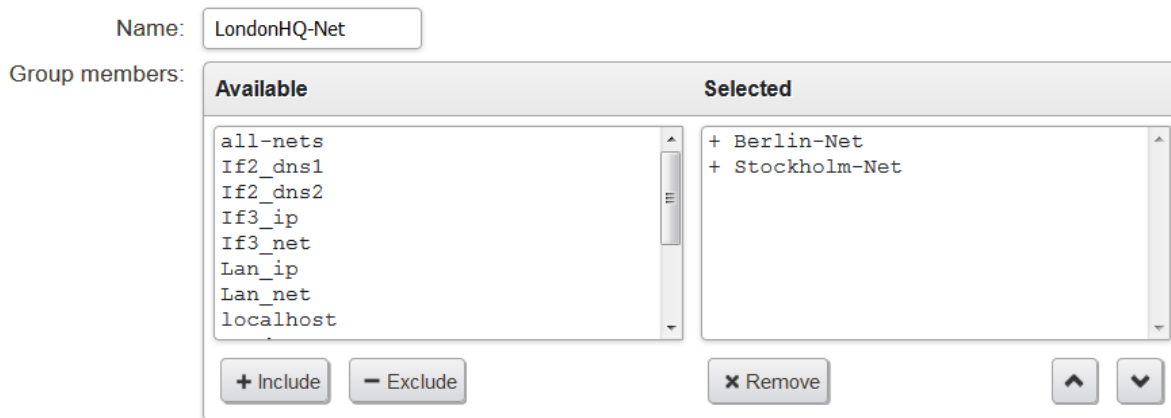 Name: LondonHQ-Net
Group members:
Available Selected
all-nets
If2_dns1
If2_dns2
If3_ip
If3_net
Lan_ip
Lan_net
localhost
+ Berlin-Net
+ Stockholm-Net
+ Include - Exclude × Remove